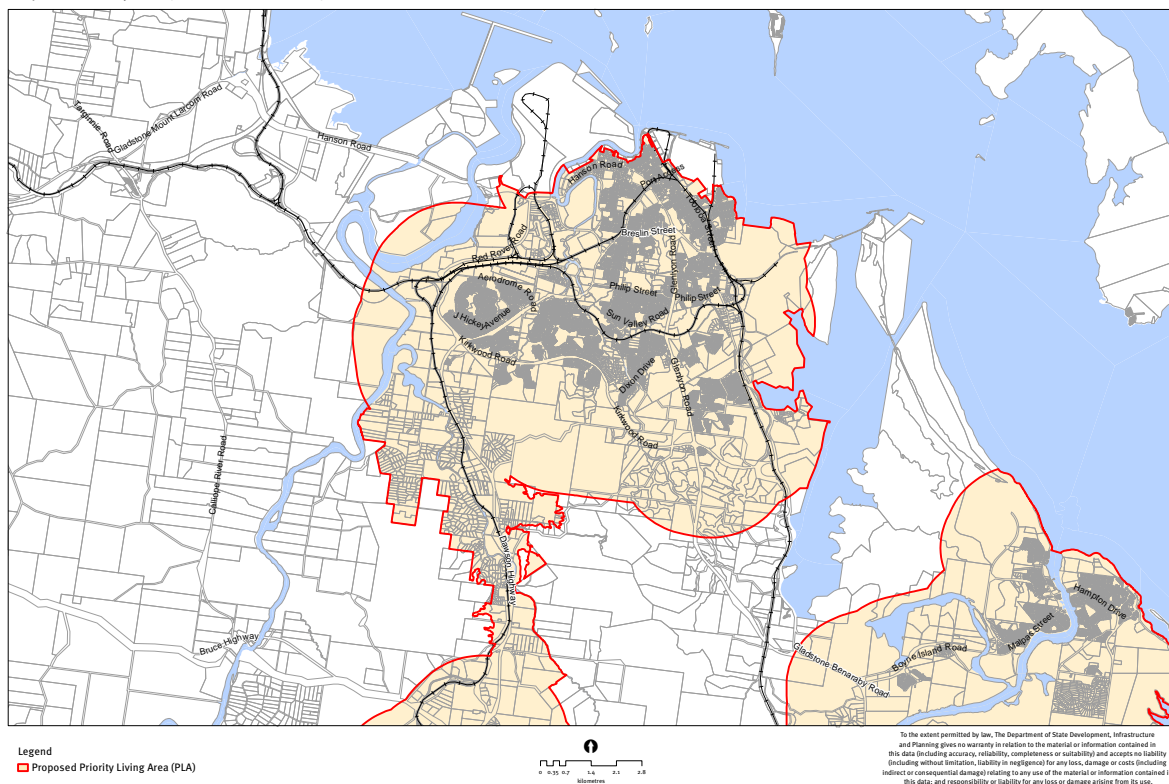 Targinnie Road
Gladstone Mount Larcom Road
Hanson Road
Hanson Road
Port Access
Toolooa Street
Breslin Street
Glenlyon Road
Red Rover Road
Aerodrome Road
Philip Street
Philip Street
J Hickey Avenue
Sun Valley Road
Kirkwood Road
Dixon Drive
Glenlyon Road
Kirkwood Road
Calliope River Road
Dawson Highway
Bruce Highway
Hampton Drive
Malpas Street
Boyne Island Road
Gladstone Benaraby Road
Legend
Proposed Priority Living Area (PLA)
0 0.35 0.7 1.4 2.1 2.8
kilometres
To the extent permitted by law, The Department of State Development, Infrastructure
and Planning gives no warranty in relation to the material or information contained in
this data (including accuracy, reliability, completeness or suitability) and accepts no liability
(including without limitation, liability in negligence) for any loss, damage or costs (including
indirect or consequential damage) relating to any use of the material or information contained in
this data; and responsibility or liability for any loss or damage arising from its use.